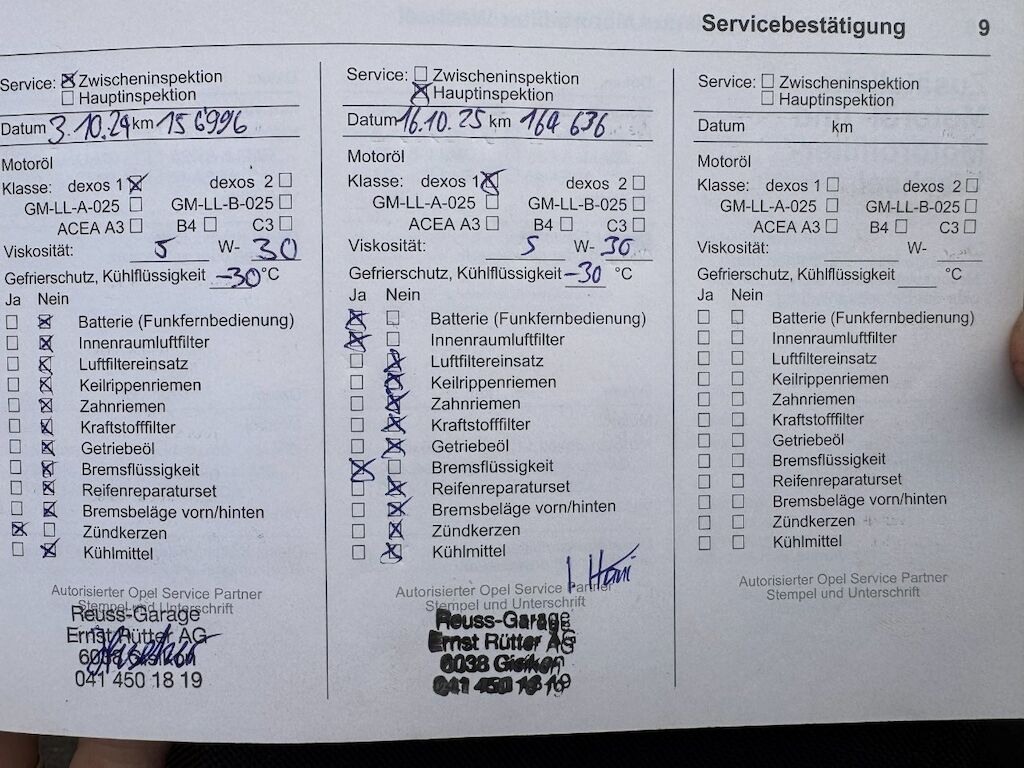 Servicebestätigung 9
Service: ☒ Zwischeninspektion
☐ Hauptinspektion
Datum 3.10.24 km 156996
Motoröl
Klasse: dexos 1 ☒ dexos 2 ☐
GM-LL-A-025 ☐ GM-LL-B-025 ☐
ACEA A3 ☐ B4 ☐ C3 ☐
Viskosität: 5 W- 30
Gefrierschutz, Kühlflüssigkeit -30 °C
Ja Nein
☐ ☒ Batterie (Funkfernbedienung)
☐ ☒ Innenraumluftfilter
☐ ☒ Luftfiltereinsatz
☐ ☒ Keilrippenriemen
☐ ☒ Zahnriemen
☐ ☒ Kraftstofffilter
☐ ☒ Getriebeöl
☐ ☒ Bremsflüssigkeit
☐ ☒ Reifenreparaturset
☐ ☒ Bremsbeläge vorn/hinten
☒ ☐ Zündkerzen
☐ ☒ Kühlmittel
Autorisierter Opel Service Partner
Stempel und Unterschrift
Reuss-Garage
Ernst Rütter AG
6038 Gisikon
041 450 18 19
Service: ☐ Zwischeninspektion
☒ Hauptinspektion
Datum 16.10.25 km 164 636
Motoröl
Klasse: dexos 1 ☒ dexos 2 ☐
GM-LL-A-025 ☐ GM-LL-B-025 ☐
ACEA A3 ☐ B4 ☐ C3 ☐
Viskosität: 5 W- 30
Gefrierschutz, Kühlflüssigkeit -30 °C
Ja Nein
☒ ☐ Batterie (Funkfernbedienung)
☒ ☐ Innenraumluftfilter
☐ ☒ Luftfiltereinsatz
☐ ☒ Keilrippenriemen
☐ ☒ Zahnriemen
☐ ☒ Kraftstofffilter
☐ ☒ Getriebeöl
☒ ☐ Bremsflüssigkeit
☐ ☒ Reifenreparaturset
☐ ☒ Bremsbeläge vorn/hinten
☐ ☒ Zündkerzen
☐ ☒ Kühlmittel
Autorisierter Opel Service Partner
Stempel und Unterschrift
Reuss-Garage
Ernst Rütter AG
6038 Gisikon
041 450 18 19
Service: ☐ Zwischeninspektion
☐ Hauptinspektion
Datum km
Motoröl
Klasse: dexos 1 ☐ dexos 2 ☐
GM-LL-A-025 ☐ GM-LL-B-025 ☐
ACEA A3 ☐ B4 ☐ C3 ☐
Viskosität: W-
Gefrierschutz, Kühlflüssigkeit °C
Ja Nein
☐ ☐ Batterie (Funkfernbedienung)
☐ ☐ Innenraumluftfilter
☐ ☐ Luftfiltereinsatz
☐ ☐ Keilrippenriemen
☐ ☐ Zahnriemen
☐ ☐ Kraftstofffilter
☐ ☐ Getriebeöl
☐ ☐ Bremsflüssigkeit
☐ ☐ Reifenreparaturset
☐ ☐ Bremsbeläge vorn/hinten
☐ ☐ Zündkerzen
☐ ☐ Kühlmittel
Autorisierter Opel Service Partner
Stempel und Unterschrift